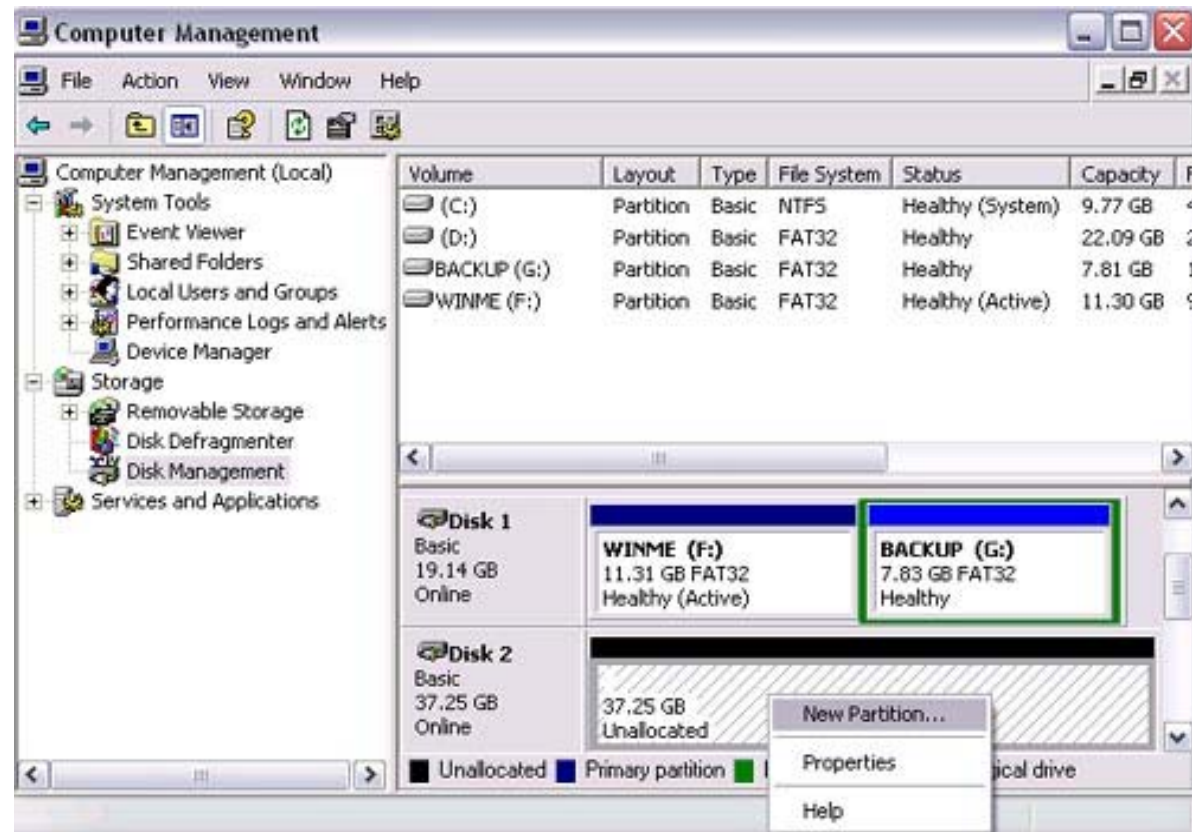 Computer Management
File Action View Window Help
Computer Management (Local)
System Tools
Event Viewer
Shared Folders
Local Users and Groups
Performance Logs and Alerts
Device Manager
Storage
Removable Storage
Disk Defragmenter
Disk Management
Services and Applications
Volume Layout Type File System Status Capacity F
(C:) Partition Basic NTFS Healthy (System) 9.77 GB
(D:) Partition Basic FAT32 Healthy 22.09 GB
BACKUP (G:) Partition Basic FAT32 Healthy 7.81 GB
WINME (F:) Partition Basic FAT32 Healthy (Active) 11.30 GB
Disk 1
Basic
19.14 GB
Online
WINME (F:)
11.31 GB FAT32
Healthy (Active)
BACKUP (G:)
7.83 GB FAT32
Healthy
Disk 2
Basic
37.25 GB
Online
37.25 GB
Unallocated
New Partition...
Properties
Help
Unallocated Primary partition ical drive